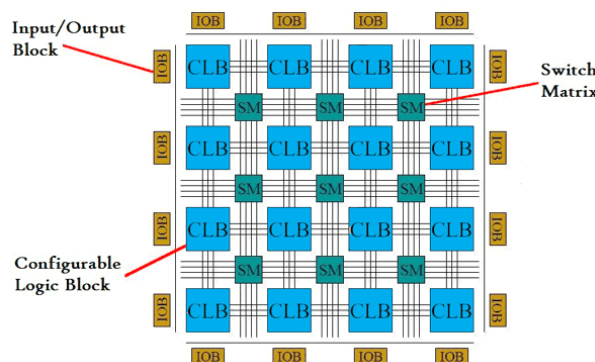 IOB IOB IOB IOB
Input/Output
Block
IOB CLB CLB CLB CLB IOB
Switch
Matrix
SM SM SM
IOB CLB CLB CLB CLB IOB
SM SM SM
IOB CLB CLB CLB CLB IOB
Configurable
Logic Block
SM SM SM
IOB CLB CLB CLB CLB IOB
IOB IOB IOB IOB